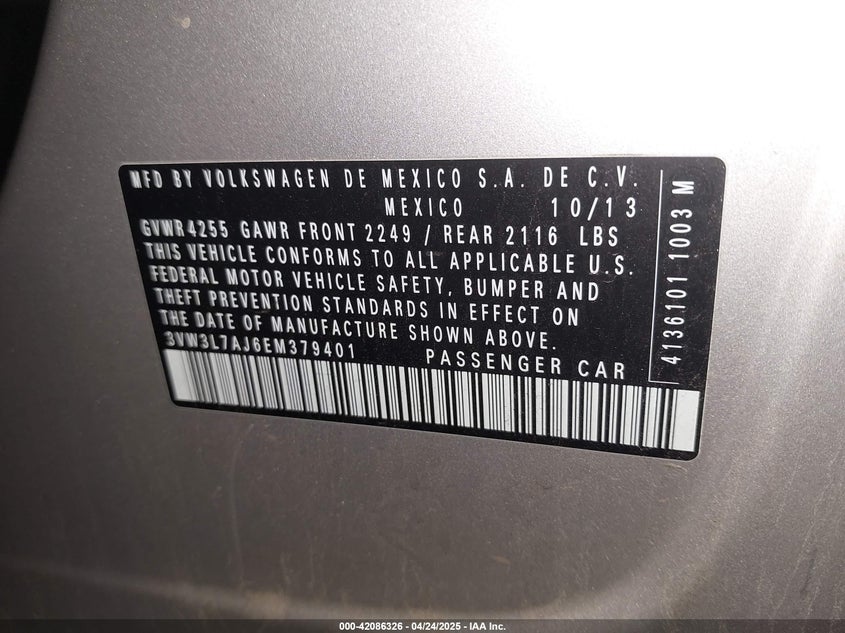 MFD BY VOLKSWAGEN DE MEXICO S.A. DE C.V.
MEXICO 10/13
GVWR4255 GAWR FRONT 2249 / REAR 2116 LBS
THIS VEHICLE CONFORMS TO ALL APPLICABLE U.S.
FEDERAL MOTOR VEHICLE SAFETY, BUMPER AND
THEFT PREVENTION STANDARDS IN EFFECT ON
THE DATE OF MANUFACTURE SHOWN ABOVE.
3VW3L7AJ6EM379401 PASSENGER CAR
4136101 1003 M
000-42086326 - 04/24/2025 - IAA Inc.